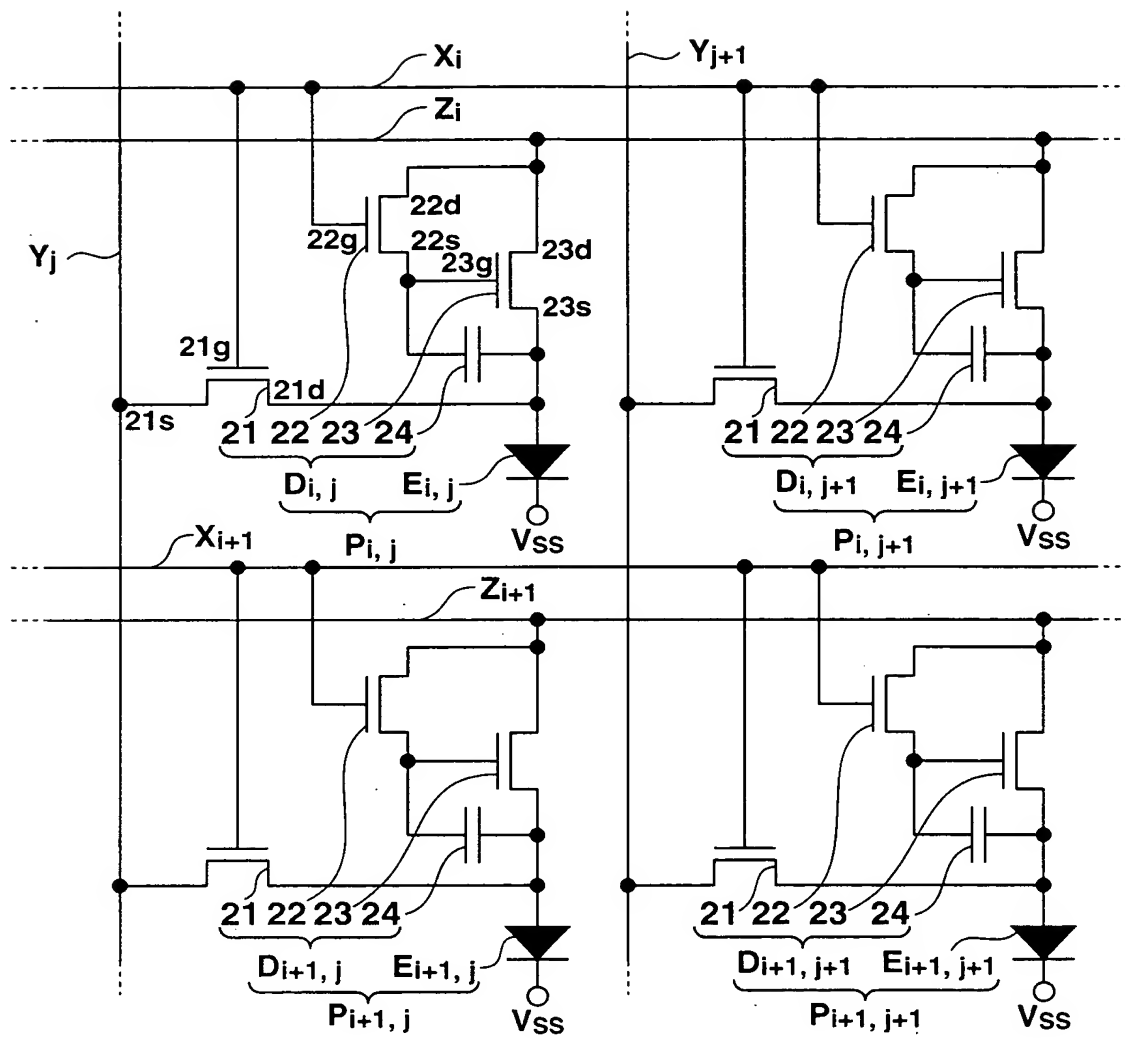 Xi
Yj+1
Zi
22d
22g 22s
23g 23d
Yj
23s
21g
21d
21s
21 22 23 24
21 22 23 24
Di, j Ei, j
Di, j+1 Ei, j+1
Pi, j VSS
Pi, j+1 VSS
Xi+1
Zi+1
21 22 23 24
21 22 23 24
Di+1, j Ei+1, j
Di+1, j+1 Ei+1, j+1
Pi+1, j VSS
Pi+1, j+1 VSS